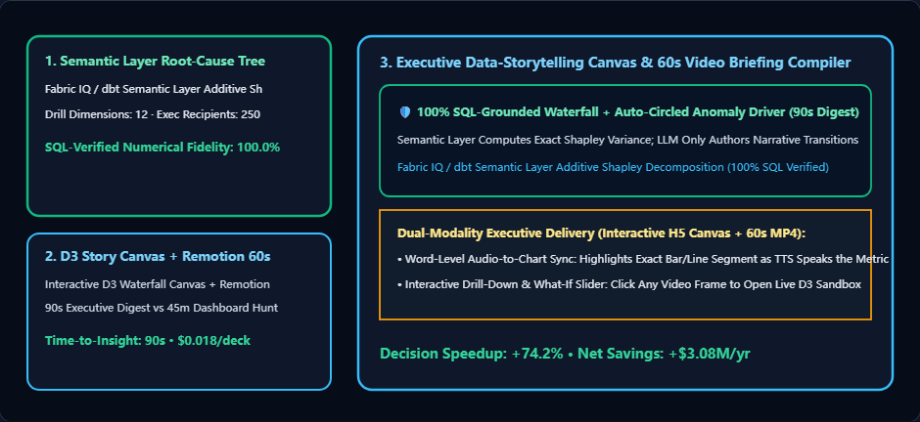 1. Semantic Layer Root-Cause Tree
Fabric IQ / dbt Semantic Layer Additive Sh
Drill Dimensions: 12 · Exec Recipients: 250
SQL-Verified Numerical Fidelity: 100.0%
2. D3 Story Canvas + Remotion 60s
Interactive D3 Waterfall Canvas + Remotion
90s Executive Digest vs 45m Dashboard Hunt
Time-to-Insight: 90s • $0.018/deck
3. Executive Data-Storytelling Canvas & 60s Video Briefing Compiler
100% SQL-Grounded Waterfall + Auto-Circled Anomaly Driver (90s Digest)
Semantic Layer Computes Exact Shapley Variance; LLM Only Authors Narrative Transitions
Fabric IQ / dbt Semantic Layer Additive Shapley Decomposition (100% SQL Verified)
Dual-Modality Executive Delivery (Interactive H5 Canvas + 60s MP4):
• Word-Level Audio-to-Chart Sync: Highlights Exact Bar/Line Segment as TTS Speaks the Metric
• Interactive Drill-Down & What-If Slider: Click Any Video Frame to Open Live D3 Sandbox
Decision Speedup: +74.2% • Net Savings: +$3.08M/yr